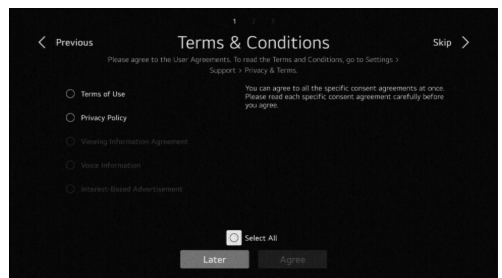 1 / 2 / 3
Previous
Terms & Conditions
Skip
Please agree to the User Agreements. To read the Terms and Conditions, go to Settings >
Support > Privacy & Terms.
Terms of Use
Privacy Policy
Viewing Information Agreement
Voice Information
Interest-Based Advertisement
You can agree to all the specific consent agreements at once.
Please read each specific consent agreement carefully before
you agree.
Select All
Later
Agree